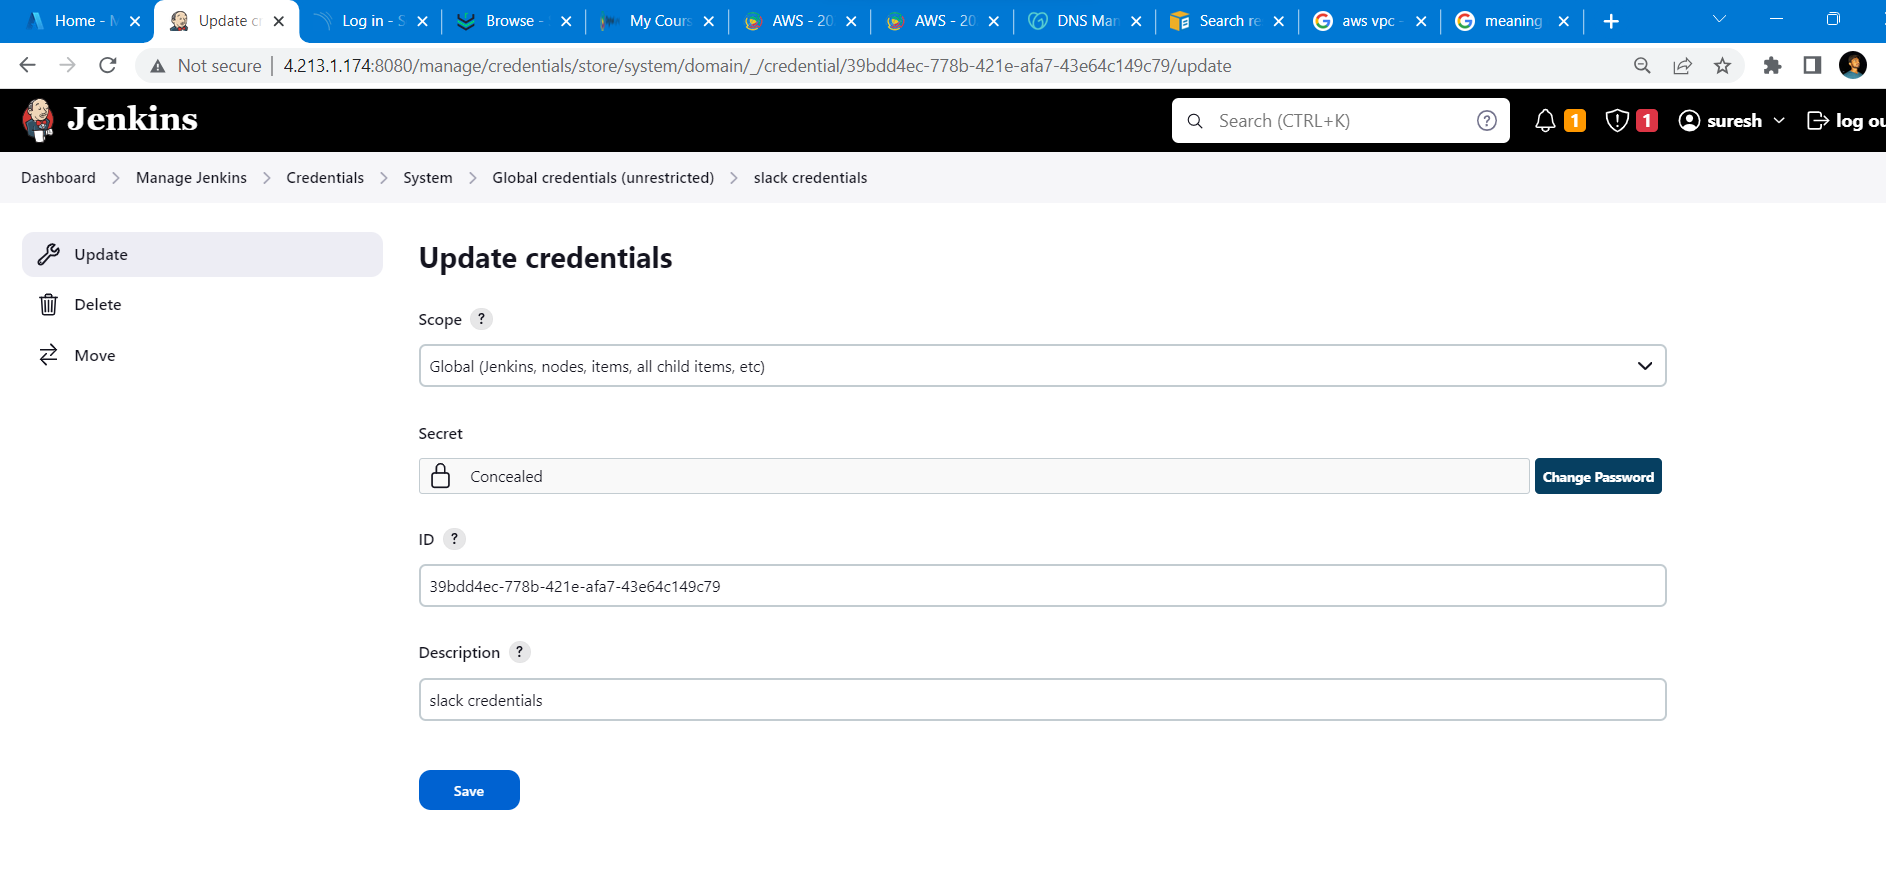 Home - M
Update cr
Log in - S
Browse -
My Cours
AWS - 20
AWS - 20
DNS Man
Search re
aws vpc -
meaning
Not secure
4.213.1.174:8080/manage/credentials/store/system/domain/_/credential/39bdd4ec-778b-421e-afa7-43e64c149c79/update
Jenkins
Search (CTRL+K)
?
1
1
suresh
log ou
Dashboard > Manage Jenkins > Credentials > System > Global credentials (unrestricted) > slack credentials
Update
Delete
Move
Update credentials
Scope ?
Global (Jenkins, nodes, items, all child items, etc)
Secret
Concealed
Change Password
ID ?
39bdd4ec-778b-421e-afa7-43e64c149c79
Description ?
slack credentials
Save